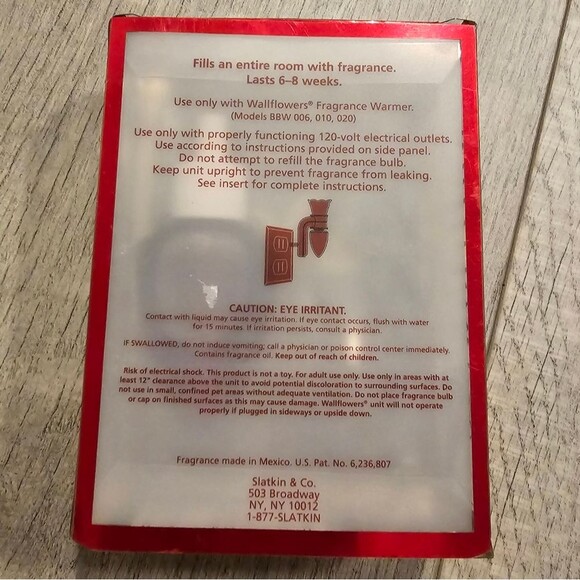 Fills an entire room with fragrance.
Lasts 6–8 weeks.
Use only with Wallflowers® Fragrance Warmer.
(Models BBW 006, 010, 020)
Use only with properly functioning 120-volt electrical outlets.
Use according to instructions provided on side panel.
Do not attempt to refill the fragrance bulb.
Keep unit upright to prevent fragrance from leaking.
See insert for complete instructions.
CAUTION: EYE IRRITANT.
Contact with liquid may cause eye irritation. If eye contact occurs, flush with water
for 15 minutes. If irritation persists, consult a physician.
IF SWALLOWED, do not induce vomiting; call a physician or poison control center immediately.
Contains fragrance oil. Keep out of reach of children.
Risk of electrical shock. This product is not a toy. For adult use only. Use only in areas with at
least 12" clearance above the unit to avoid potential discoloration to surrounding surfaces. Do
not use in small, confined pet areas without adequate ventilation. Do not place fragrance bulb
or cap on finished surfaces as this may cause damage. Wallflowers® unit will not operate
properly if plugged in sideways or upside down.
Fragrance made in Mexico. U.S. Pat. No. 6,236,807
Slatkin & Co.
503 Broadway
NY, NY 10012
1-877-SLATKIN